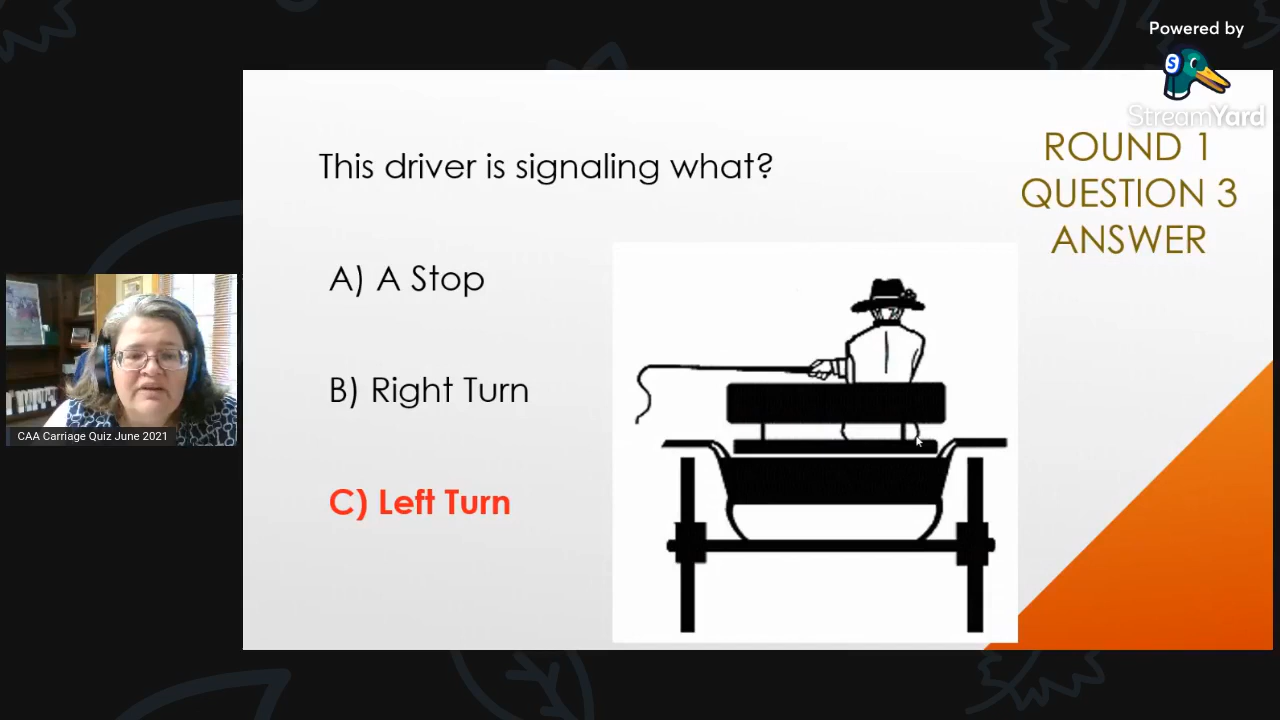 Powered by
S
StreamYard
ROUND 1
QUESTION 3
ANSWER
This driver is signaling what?
A) A Stop
B) Right Turn
C) Left Turn
CAA Carriage Quiz June 2021